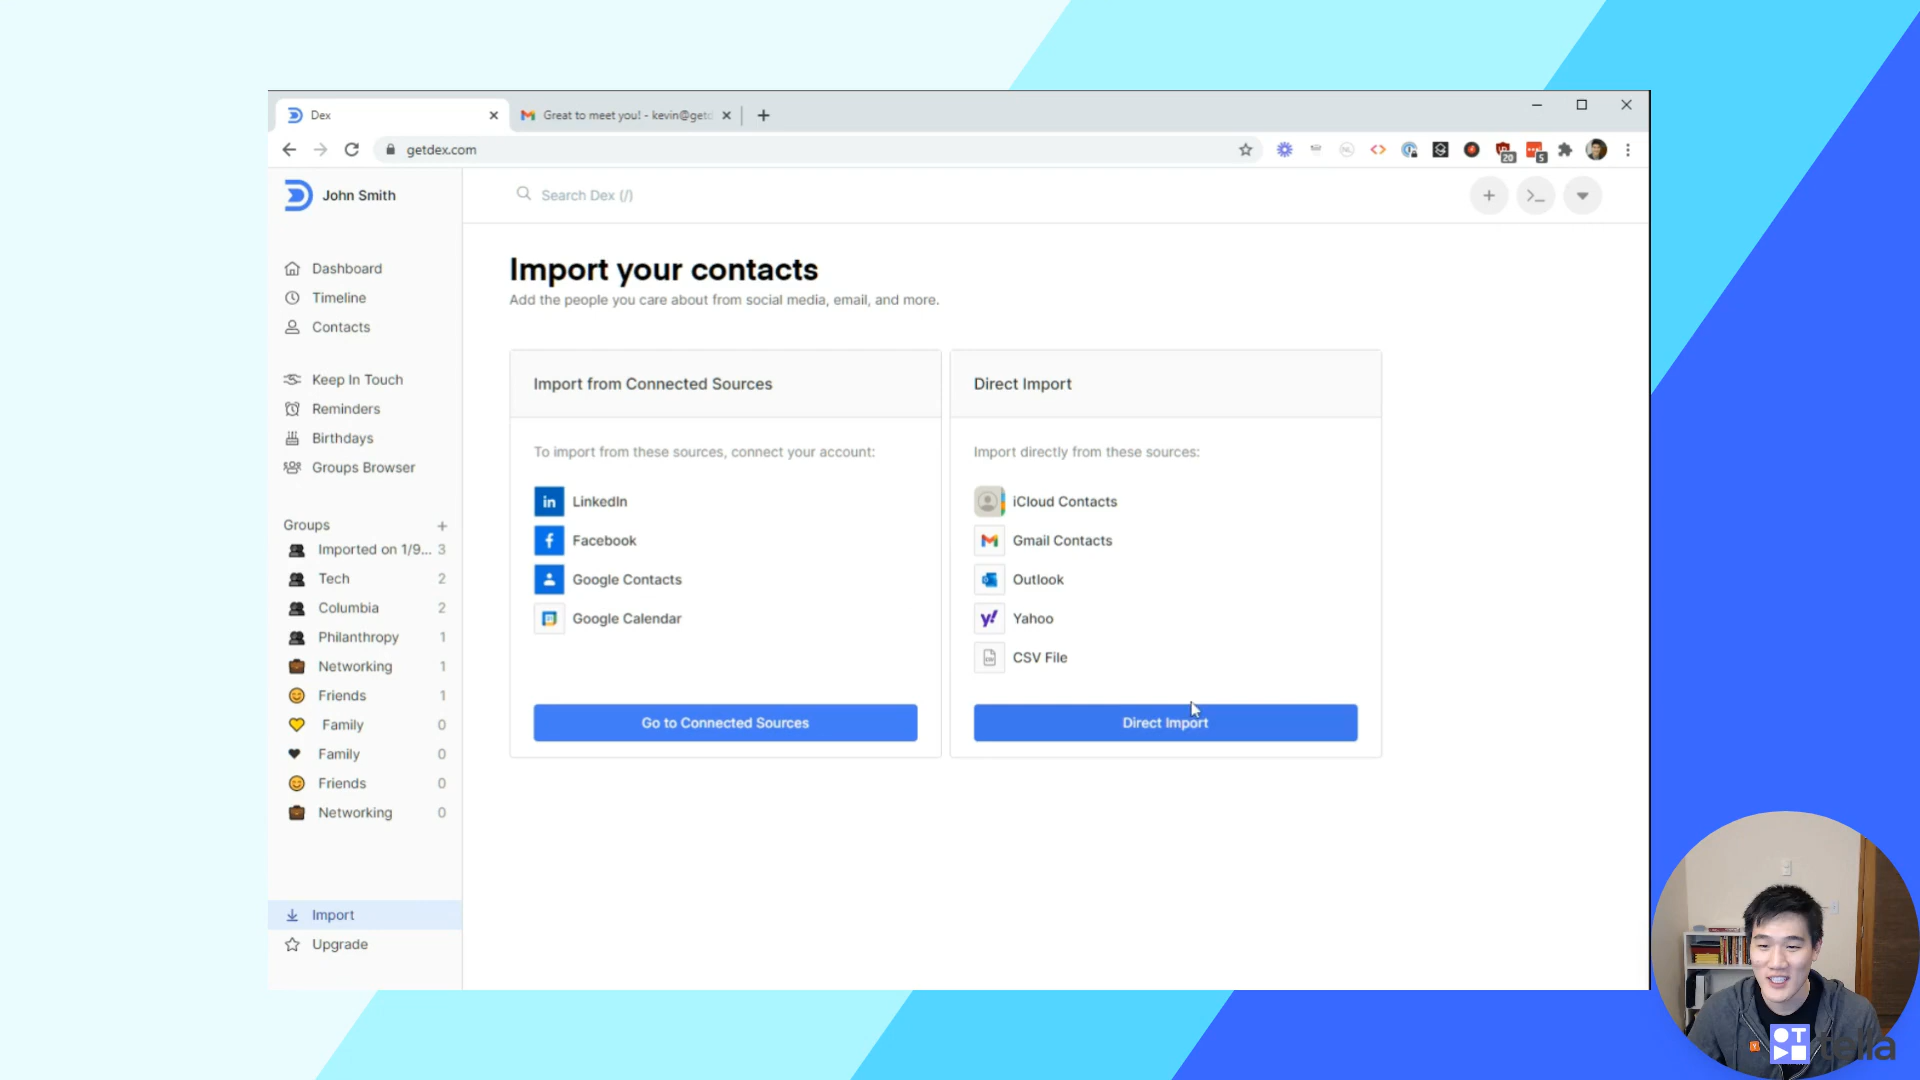 Dex
Great to meet you! - kevin@getd
getdex.com
20
5
John Smith
Search Dex (/)
Dashboard
Timeline
Contacts
Keep In Touch
Reminders
Birthdays
Groups Browser
Groups
Imported on 1/9... 3
Tech 2
Columbia 2
Philanthropy 1
Networking 1
Friends 1
Family 0
Family 0
Friends 0
Networking 0
Import
Upgrade
Import your contacts
Add the people you care about from social media, email, and more.
Import from Connected Sources
To import from these sources, connect your account:
in LinkedIn
f Facebook
Google Contacts
Google Calendar
Go to Connected Sources
Direct Import
Import directly from these sources:
iCloud Contacts
Gmail Contacts
Outlook
y! Yahoo
CSV File
Direct Import
tella